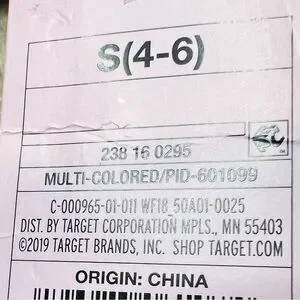 S(4-6)
238 16 0295
MULTI-COLORED/PID-601099
C-000965-01-011 WF18_50A01-0025
DIST. BY TARGET CORPORATION MPLS., MN 55403
©2019 TARGET BRANDS, INC. SHOP TARGET.COM
ORIGIN: CHINA